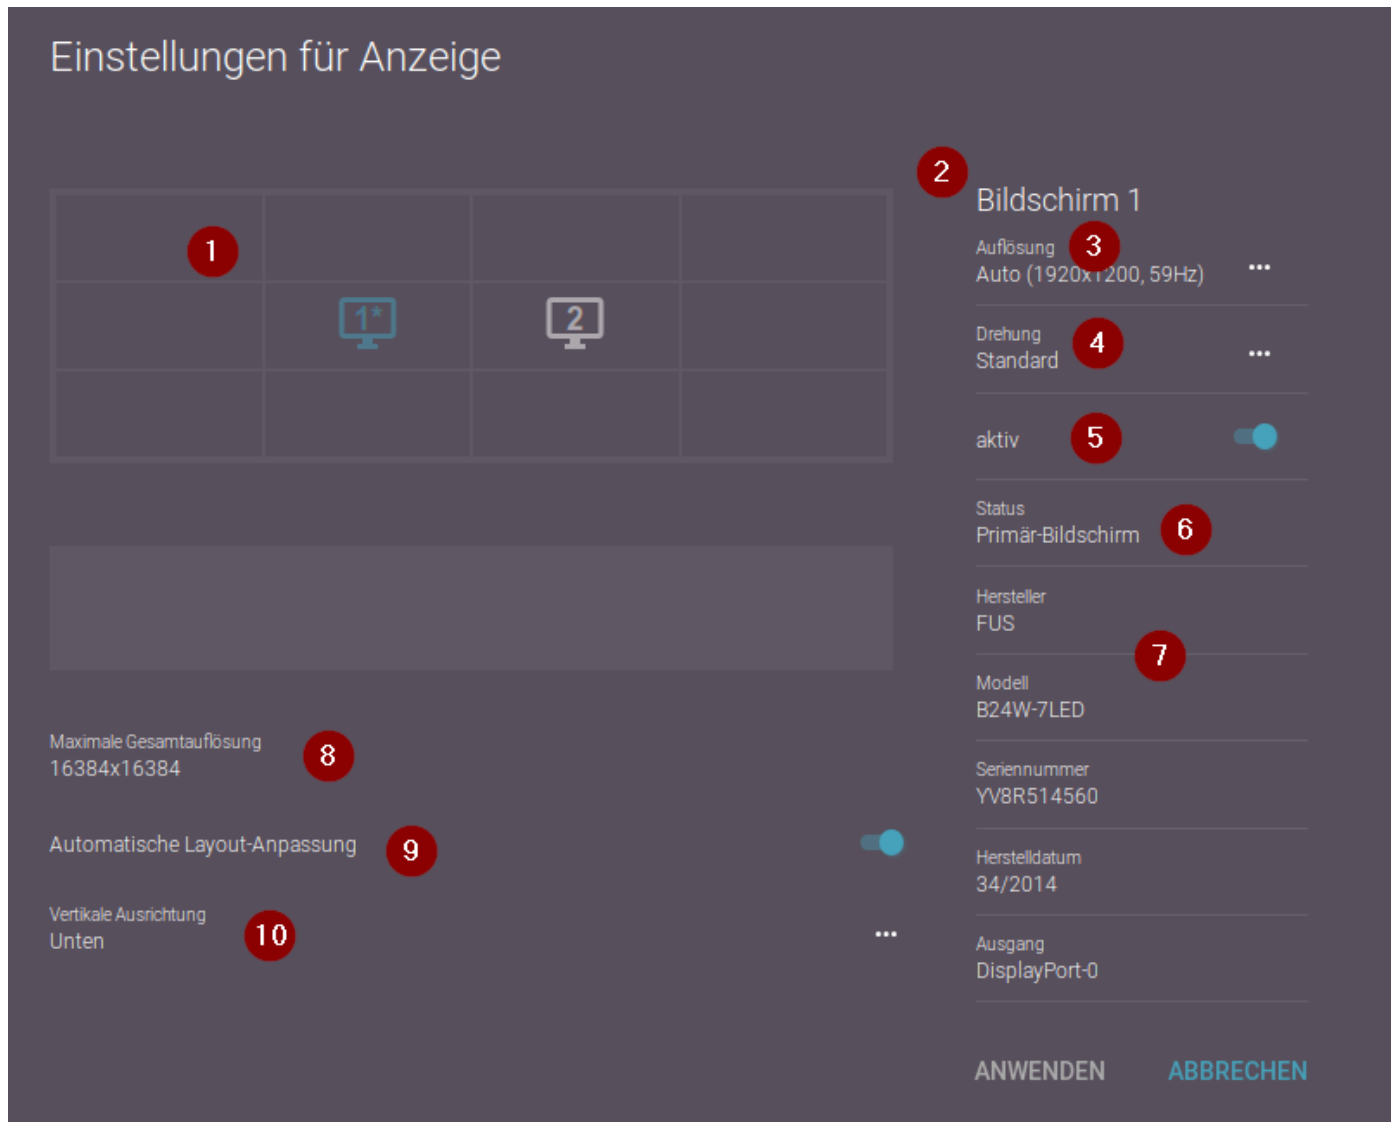 Einstellungen für Anzeige
2
Bildschirm 1
1
Auflösung 3
Auto (1920x1200, 59Hz) ...
1* 2
Drehung 4
Standard ...
aktiv 5
Status
Primär-Bildschirm 6
Hersteller
FUS
7
Modell
B24W-7LED
Maximale Gesamtauflösung
16384x16384 8
Seriennummer
YV8R514560
Automatische Layout-Anpassung 9
Herstelldatum
34/2014
Vertikale Ausrichtung
Unten 10 ...
Ausgang
DisplayPort-0
ANWENDEN ABBRECHEN